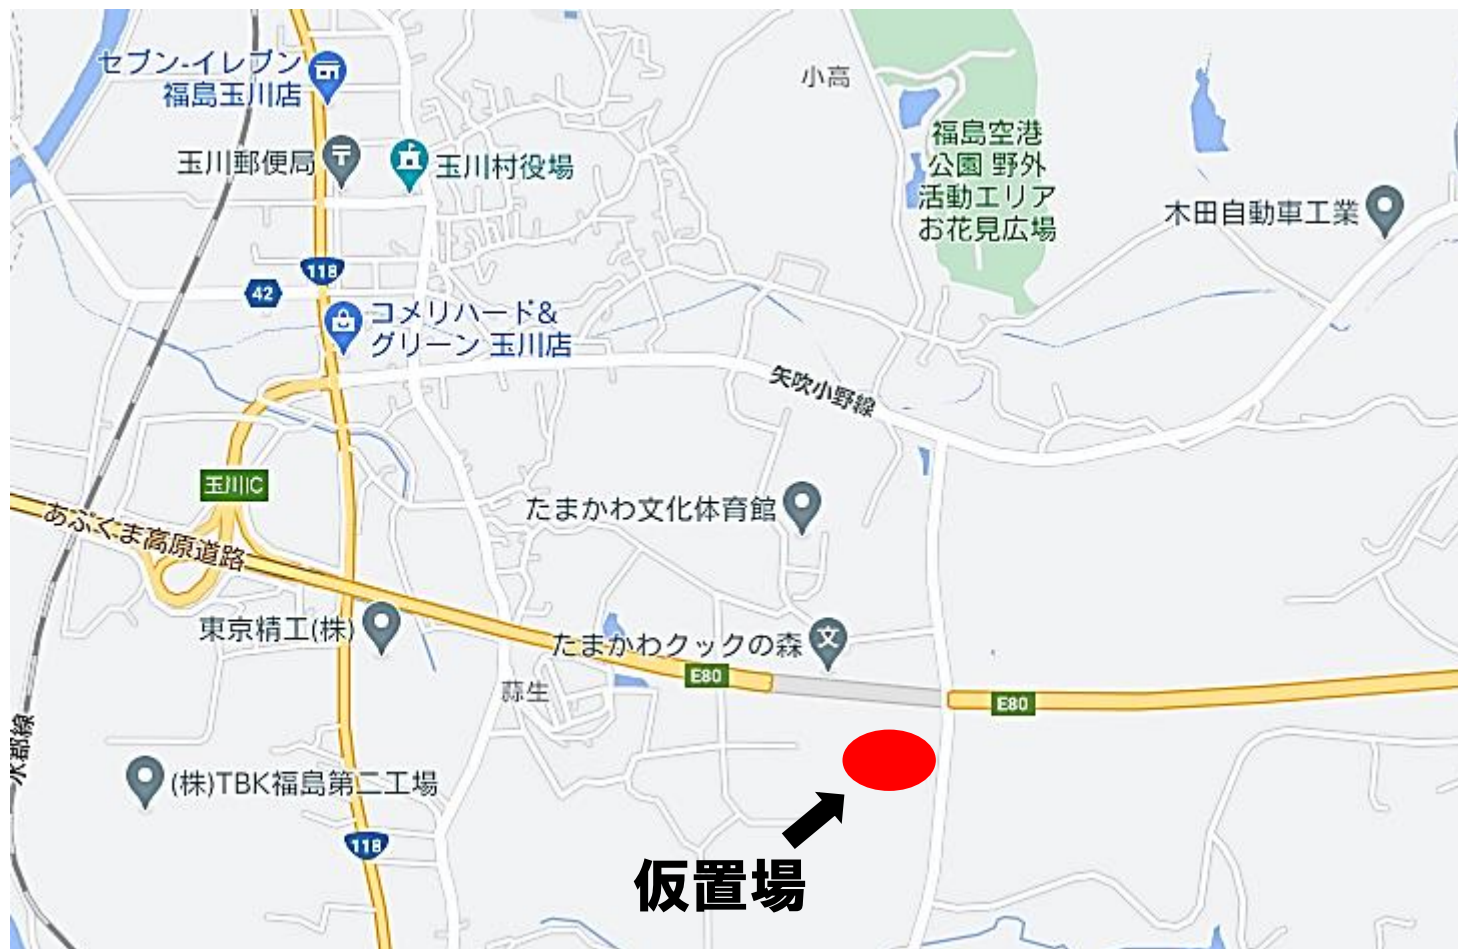 セブン-イレブン
福島玉川店
小高
福島空港
公園 野外
活動エリア
お花見広場
玉川郵便局
玉川村役場
木田自動車工業
118
42
コメリハード&
グリーン 玉川店
矢吹小野線
玉川IC
たまかわ文化体育館
あぶくま高原道路
東京精工(株)
たまかわクックの森
E80
E80
蒜生
水郡線
(株)TBK福島第二工場
118
仮置場